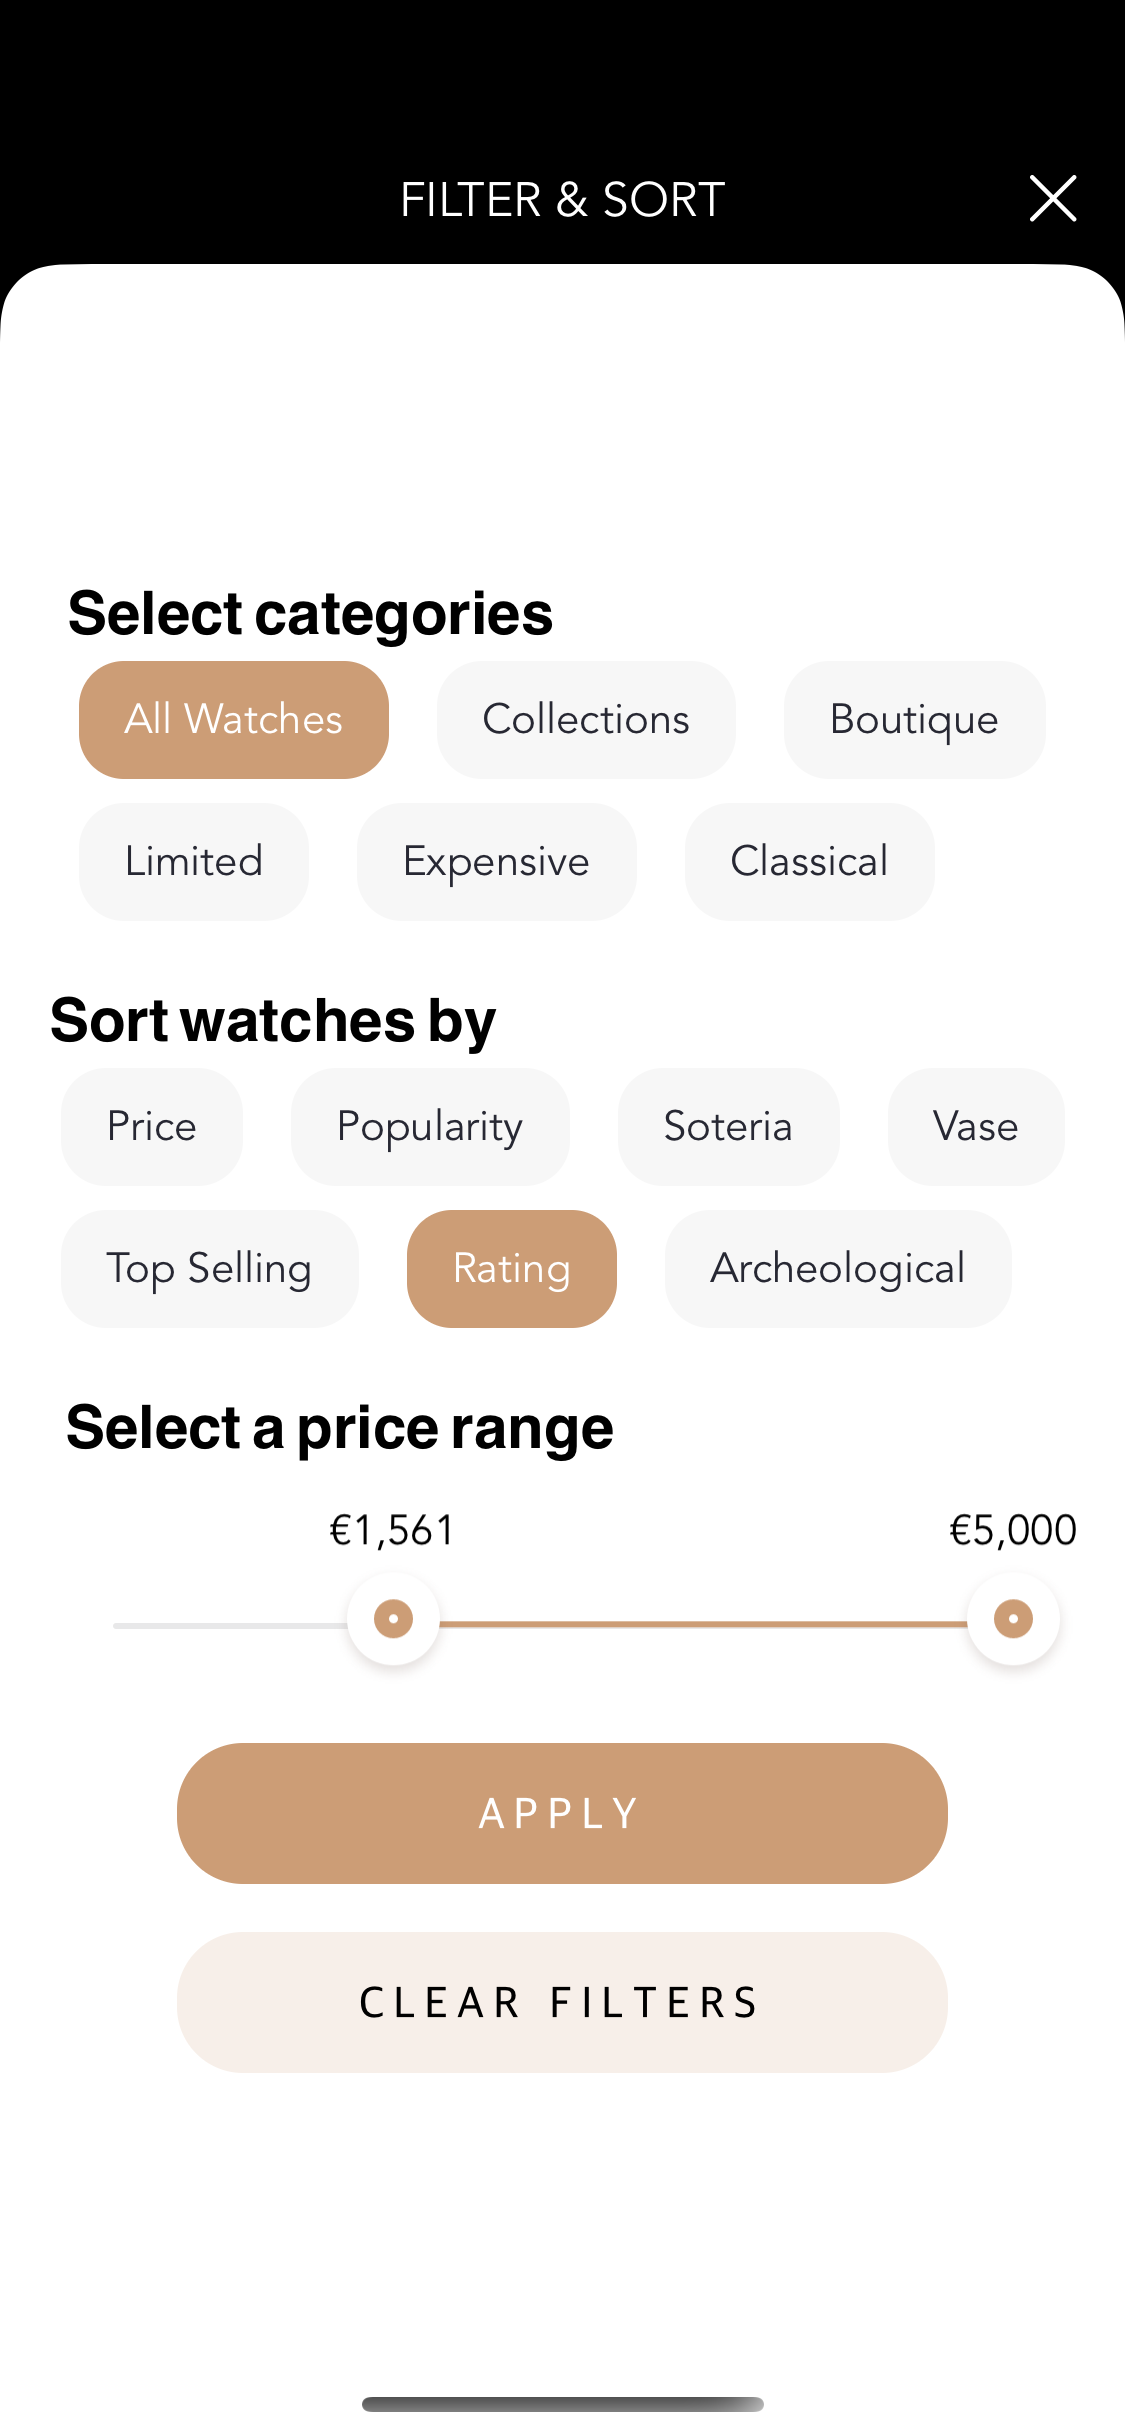 FILTER & SORT
Select categories
All Watches Collections Boutique
Limited Expensive Classical
Sort watches by
Price Popularity Soteria Vase
Top Selling Rating Archeological
Select a price range
€1,561 €5,000
APPLY
CLEAR FILTERS